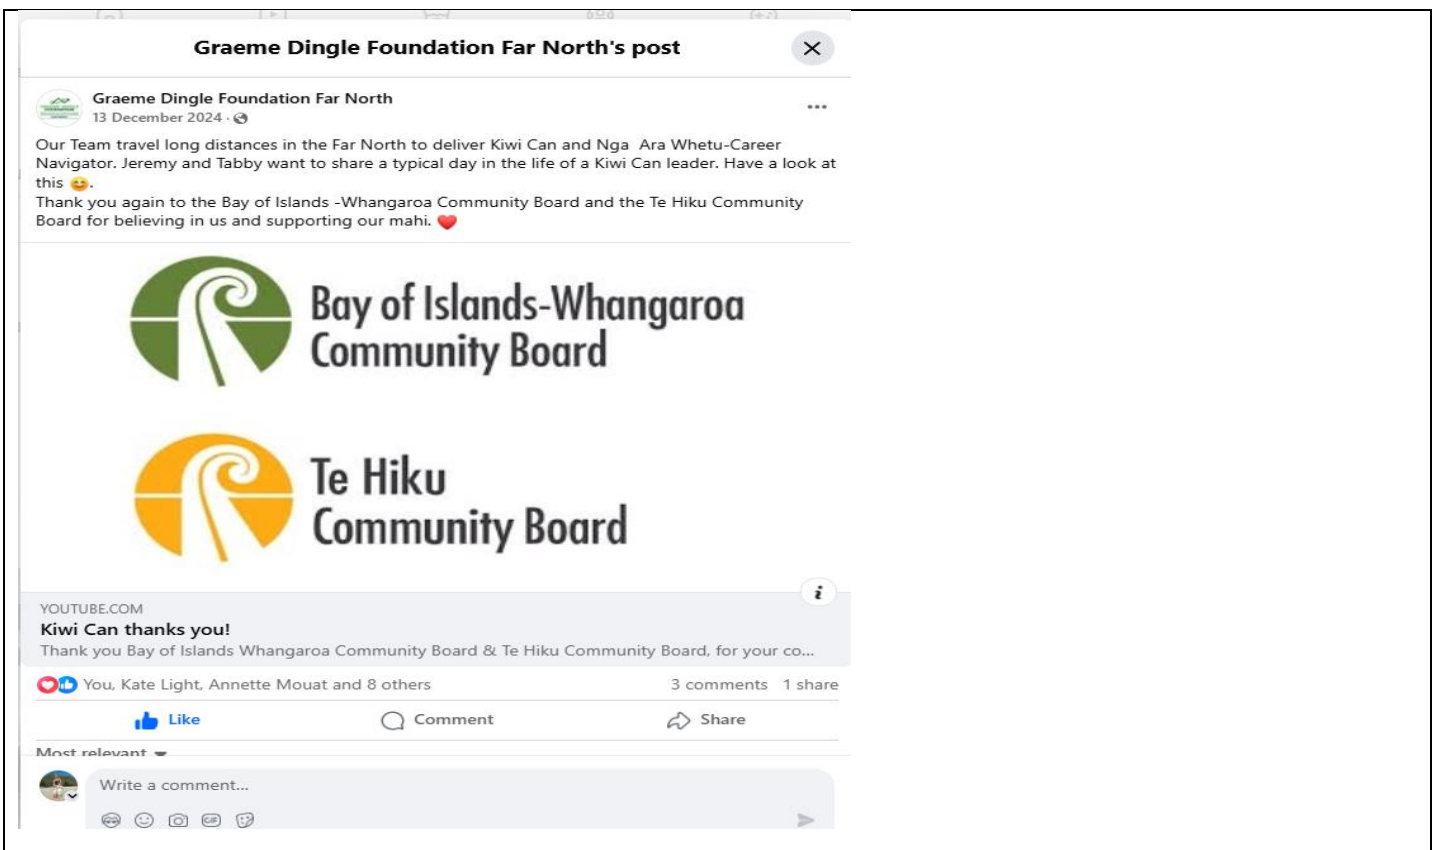 Graeme Dingle Foundation Far North's post
Graeme Dingle Foundation Far North
13 December 2024 ·
Our Team travel long distances in the Far North to deliver Kiwi Can and Nga  Ara Whetu-Career
Navigator. Jeremy and Tabby want to share a typical day in the life of a Kiwi Can leader. Have a look at
this 😊.
Thank you again to the Bay of Islands -Whangaroa Community Board and the Te Hiku Community
Board for believing in us and supporting our mahi. ❤️
Bay of Islands-Whangaroa
Community Board
Te Hiku
Community Board
i
YOUTUBE.COM
Kiwi Can thanks you!
Thank you Bay of Islands Whangaroa Community Board & Te Hiku Community Board, for your co...
You, Kate Light, Annette Mouat and 8 others
3 comments 1 share
Like
Comment
Share
Most relevant
Write a comment...
GIF